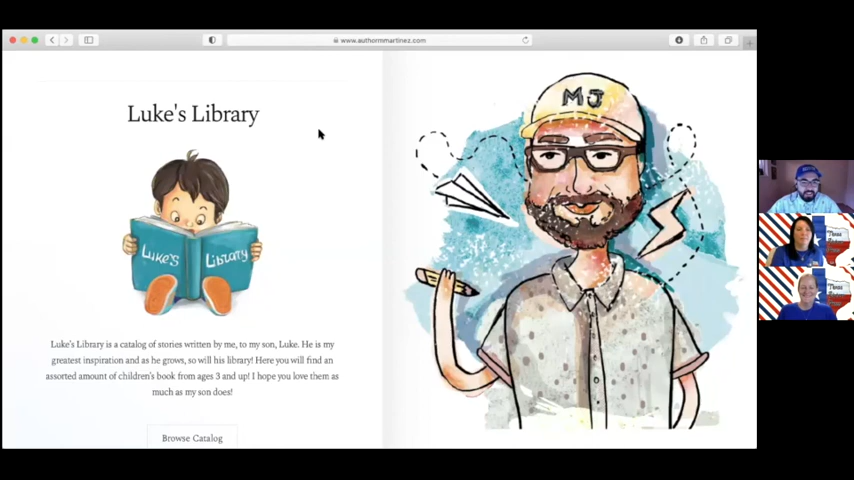 www.authormmartinez.com
Luke's Library
LUKE'S LIBRARY
MJ
Luke's Library is a catalog of stories written by me, to my son, Luke. He is my
greatest inspiration and as he grows, so will his library! Here you will find an
assorted amount of children's book from ages 3 and up! I hope you love them as
much as my son does!
Browse Catalog